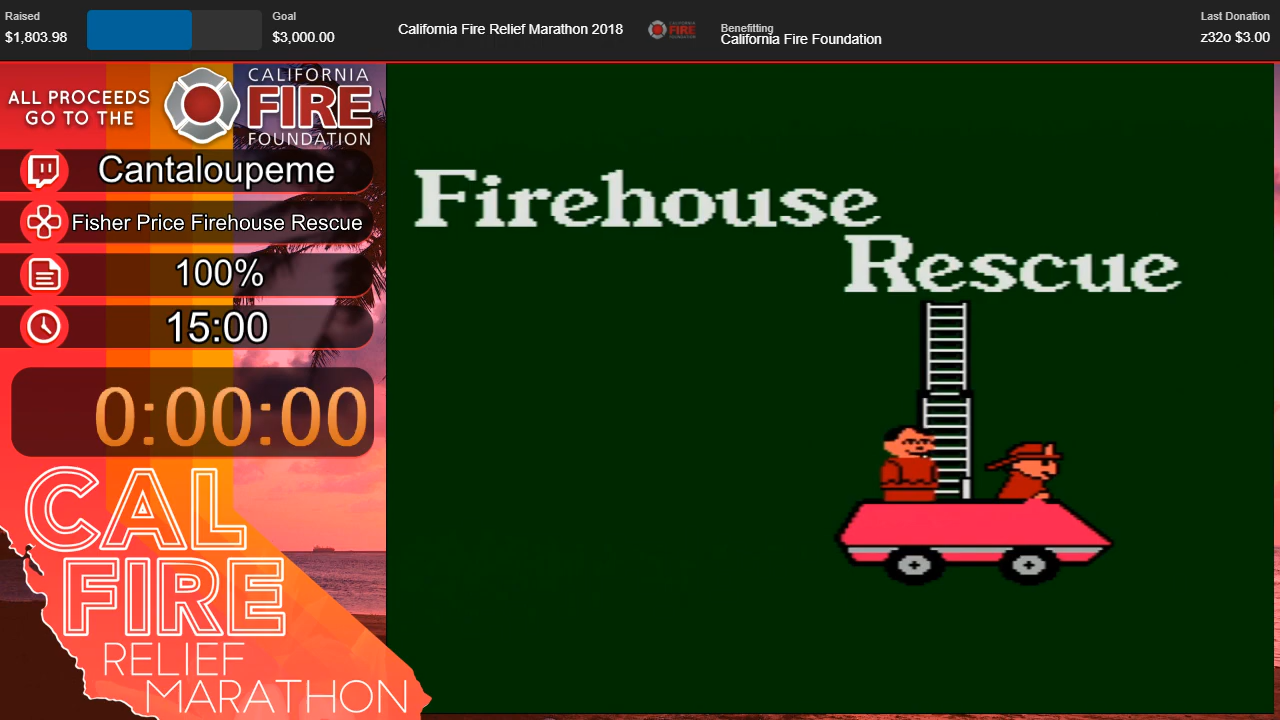 Raised
$1,803.98
Goal
$3,000.00
California Fire Relief Marathon 2018
FIRE
Benefitting
California Fire Foundation
Last Donation
z32o $3.00
ALL PROCEEDS
GO TO THE
CALIFORNIA
FIRE
FOUNDATION
Cantaloupeme
Fisher Price Firehouse Rescue
100%
15:00
0:00:00
CAL
FIRE
RELIEF
MARATHON
Firehouse
Rescue